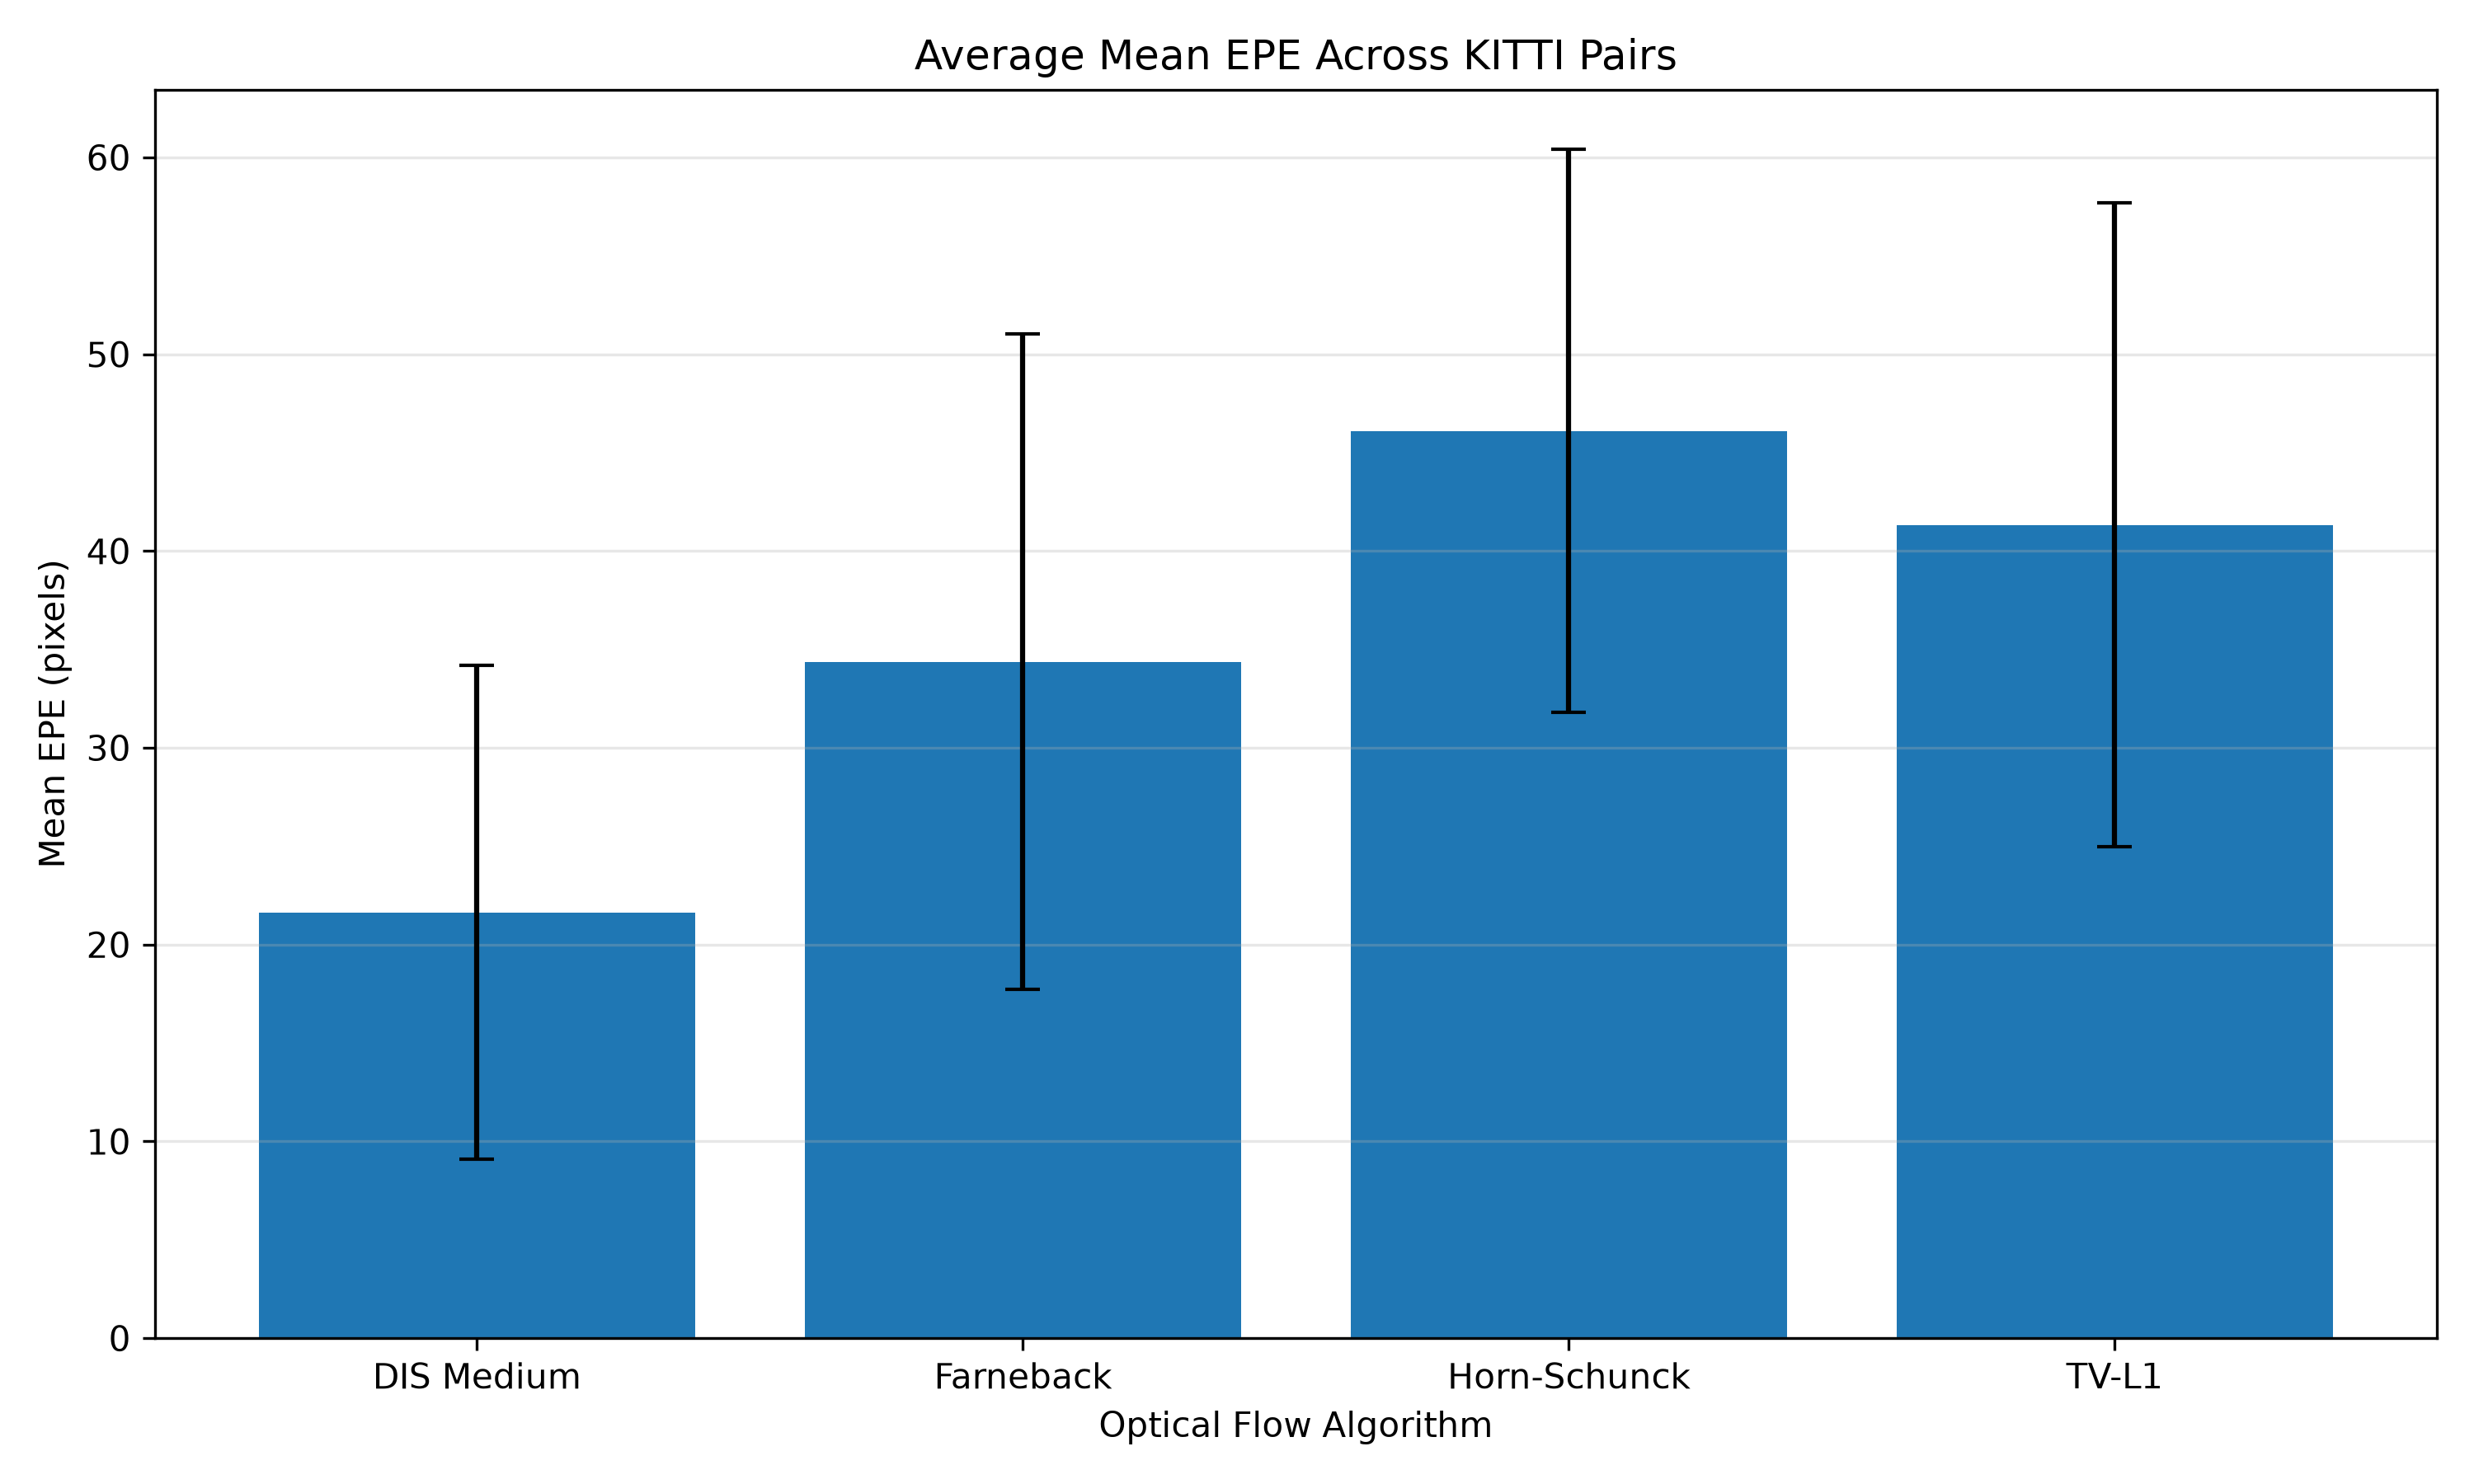 Average Mean EPE Across KITTI Pairs
Mean EPE (pixels)
60
50
40
30
20
10
0
DIS Medium
Farneback
Horn-Schunck
TV-L1
Optical Flow Algorithm